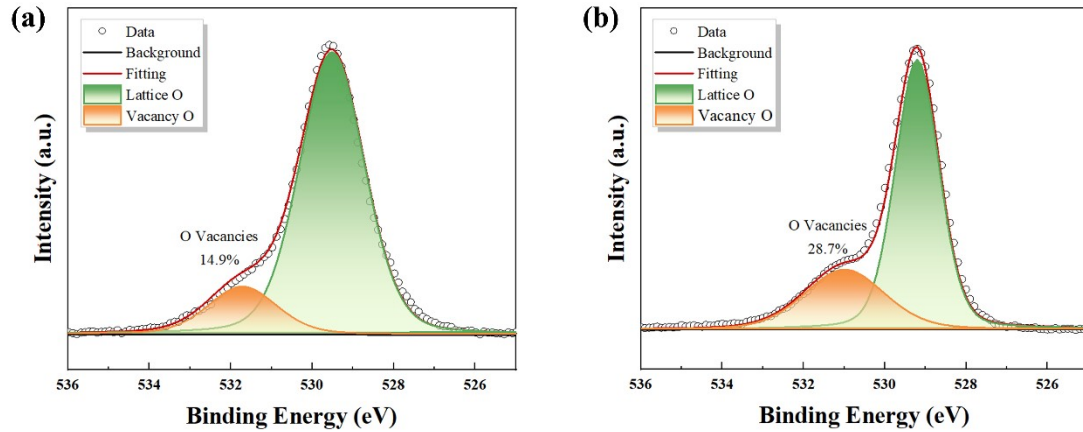 (a)
Data
Background
Fitting
Lattice O
Vacancy O
O Vacancies
14.9%
Intensity (a.u.)
536 534 532 530 528 526
Binding Energy (eV)
(b)
Data
Background
Fitting
Lattice O
Vacancy O
O Vacancies
28.7%
Intensity (a.u.)
536 534 532 530 528 526
Binding Energy (eV)